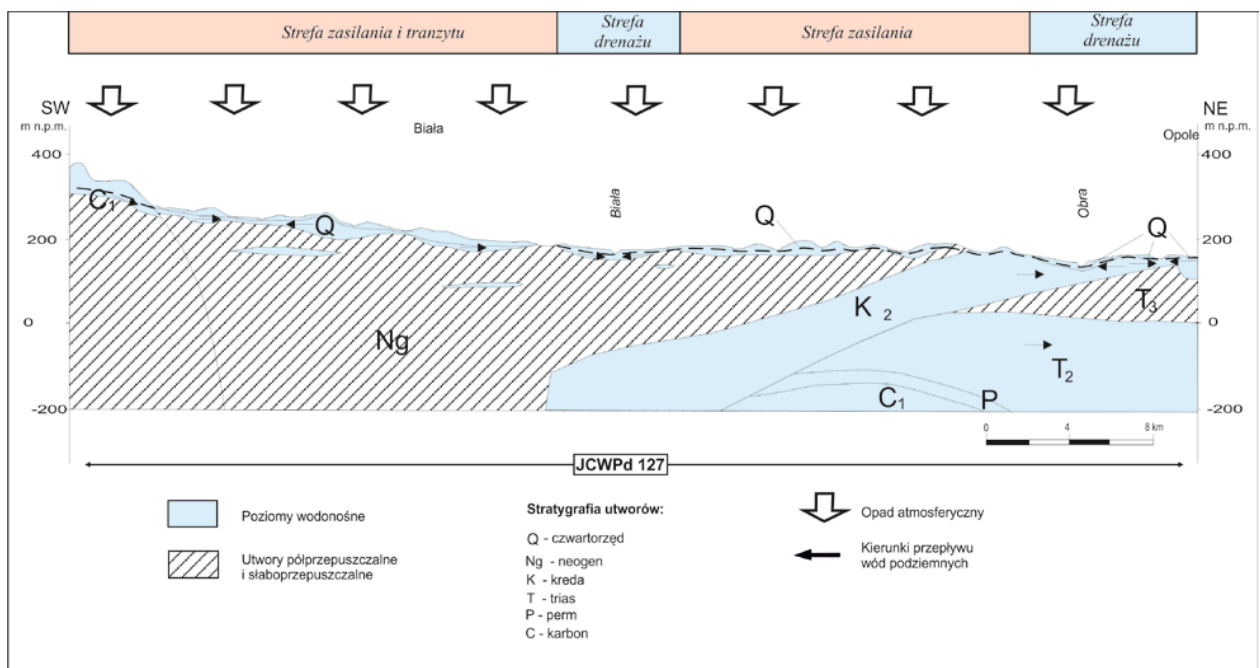 Strefa zasilania i tranzytu
Strefa
drenażu
Strefa zasilania
Strefa
drenażu
SW
NE
m n.p.m.
Biała
Opole
m n.p.m.
400
400
C1
Q
Biała
Q
Obra
Q
200
200
K 2
T3
0
0
Ng
T2
C1
P
-200
-200
0 4 8 km
JCWPd 127
Poziomy wodonośne
Utwory półprzepuszczalne
i słaboprzepuszczalne
Stratygrafia utworów:
Q - czwartorzęd
Ng - neogen
K - kreda
T - trias
P - perm
C - karbon
Opad atmosferyczny
Kierunki przepływu
wód podziemnych